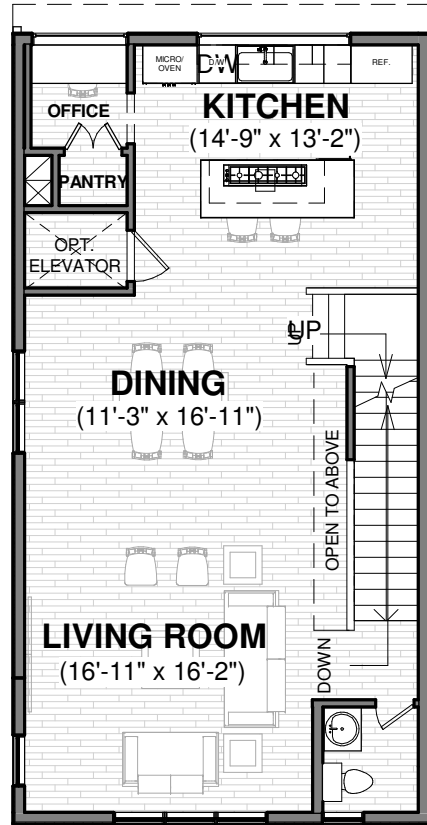 MICRO/
OVEN
D/W
DW
REF.
OFFICE
KITCHEN
(14'-9" x 13'-2")
PANTRY
OPT.
ELEVATOR
UP
UP
DINING
(11'-3" x 16'-11")
OPEN TO ABOVE
LIVING ROOM
(16'-11" x 16'-2")
DOWN